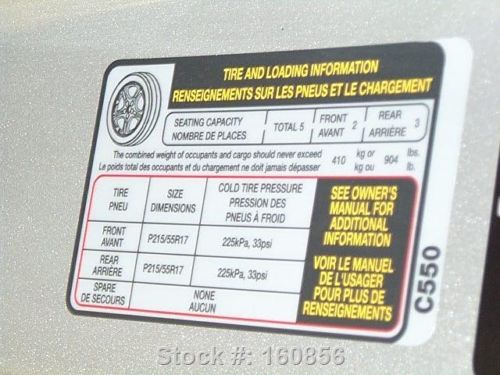 TIRE AND LOADING INFORMATION
RENSEIGNEMENTS SUR LES PNEUS ET LE CHARGEMENT
SEATING CAPACITY
NOMBRE DE PLACES
TOTAL 5
FRONT
AVANT 2
REAR
ARRIÈRE 3
The combined weight of occupants and cargo should never exceed 410 kg or 904 lbs.
Le poids total des occupants et du chargement ne doit jamais dépasser kg ou lb.
TIRE
PNEU
SIZE
DIMENSIONS
COLD TIRE PRESSURE
PRESSION DES
PNEUS À FROID
FRONT
AVANT
P215/55R17
225kPa, 33psi
REAR
ARRIÈRE
P215/55R17
225kPa, 33psi
SPARE
DE SECOURS
NONE
AUCUN
SEE OWNER'S
MANUAL FOR
ADDITIONAL
INFORMATION
VOIR LE MANUEL
DE L'USAGER
POUR PLUS DE
RENSEIGNEMENTS
C550
Stock #: 160856